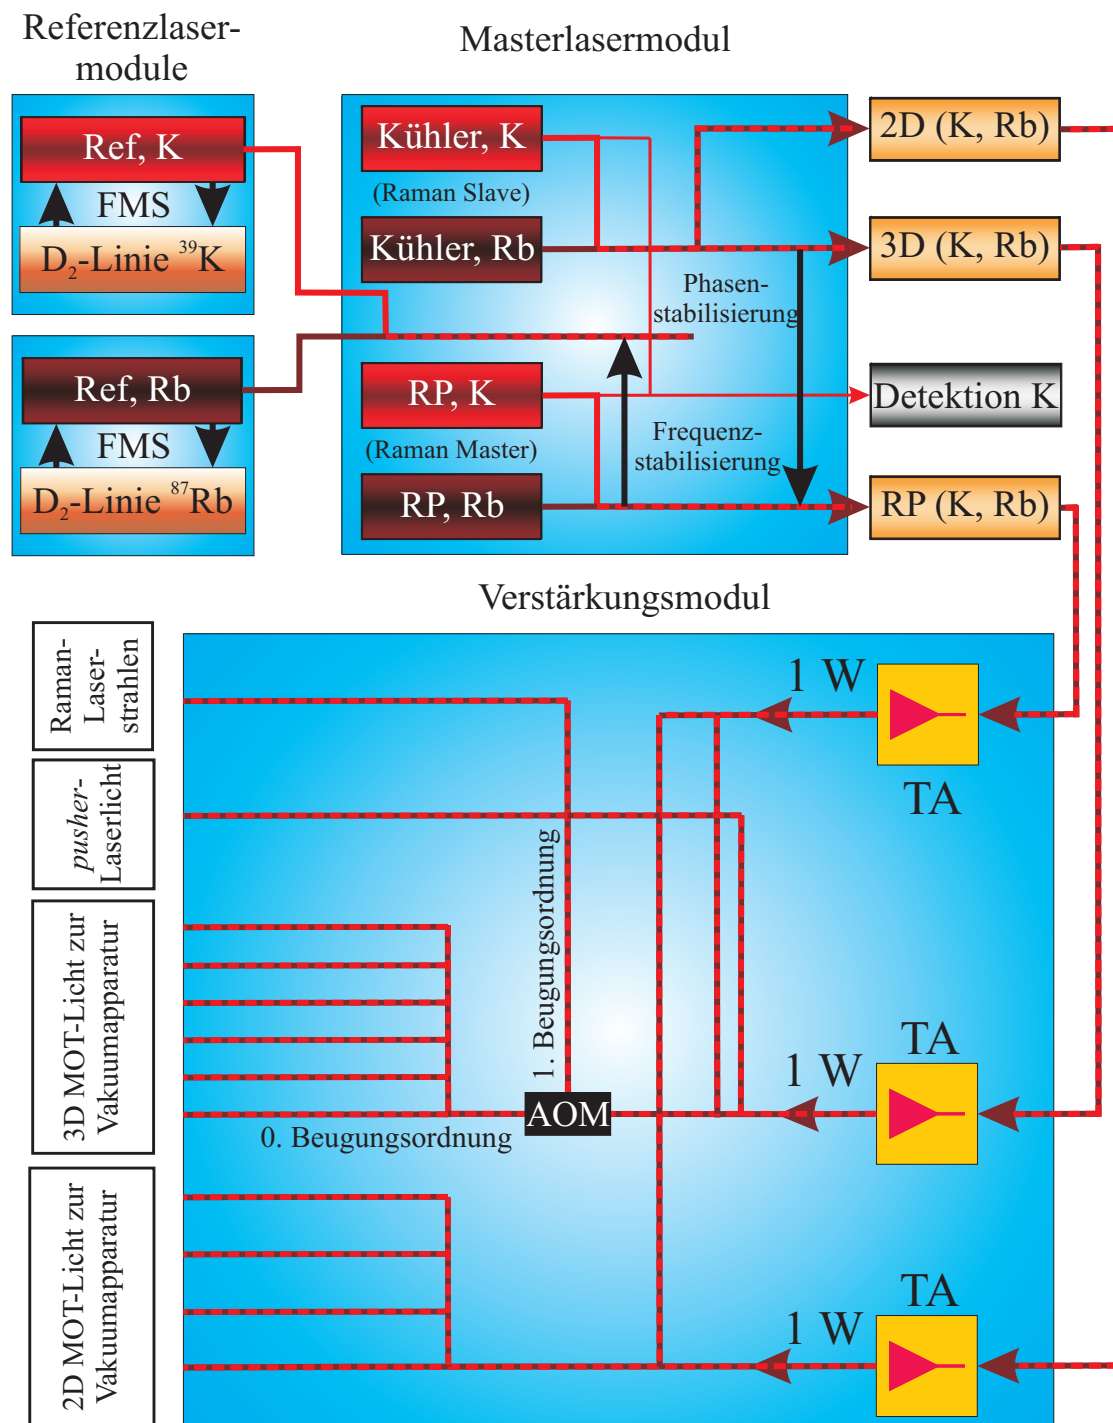 Referenzlaser-
module
Masterlasermodul
Ref, K
FMS
D₂-Linie ³⁹K
Ref, Rb
FMS
D₂-Linie ⁸⁷Rb
Kühler, K
(Raman Slave)
Kühler, Rb
Phasen-
stabilisierung
RP, K
(Raman Master)
Frequenz-
stabilisierung
RP, Rb
2D (K, Rb)
3D (K, Rb)
Detektion K
RP (K, Rb)
Verstärkungsmodul
Raman-
Laser-
strahlen
pusher-
Laserlicht
3D MOT-Licht zur
Vakuumapparatur
2D MOT-Licht zur
Vakuumapparatur
1 W
TA
1. Beugungsordnung
AOM
0. Beugungsordnung
1 W
TA
1 W
TA